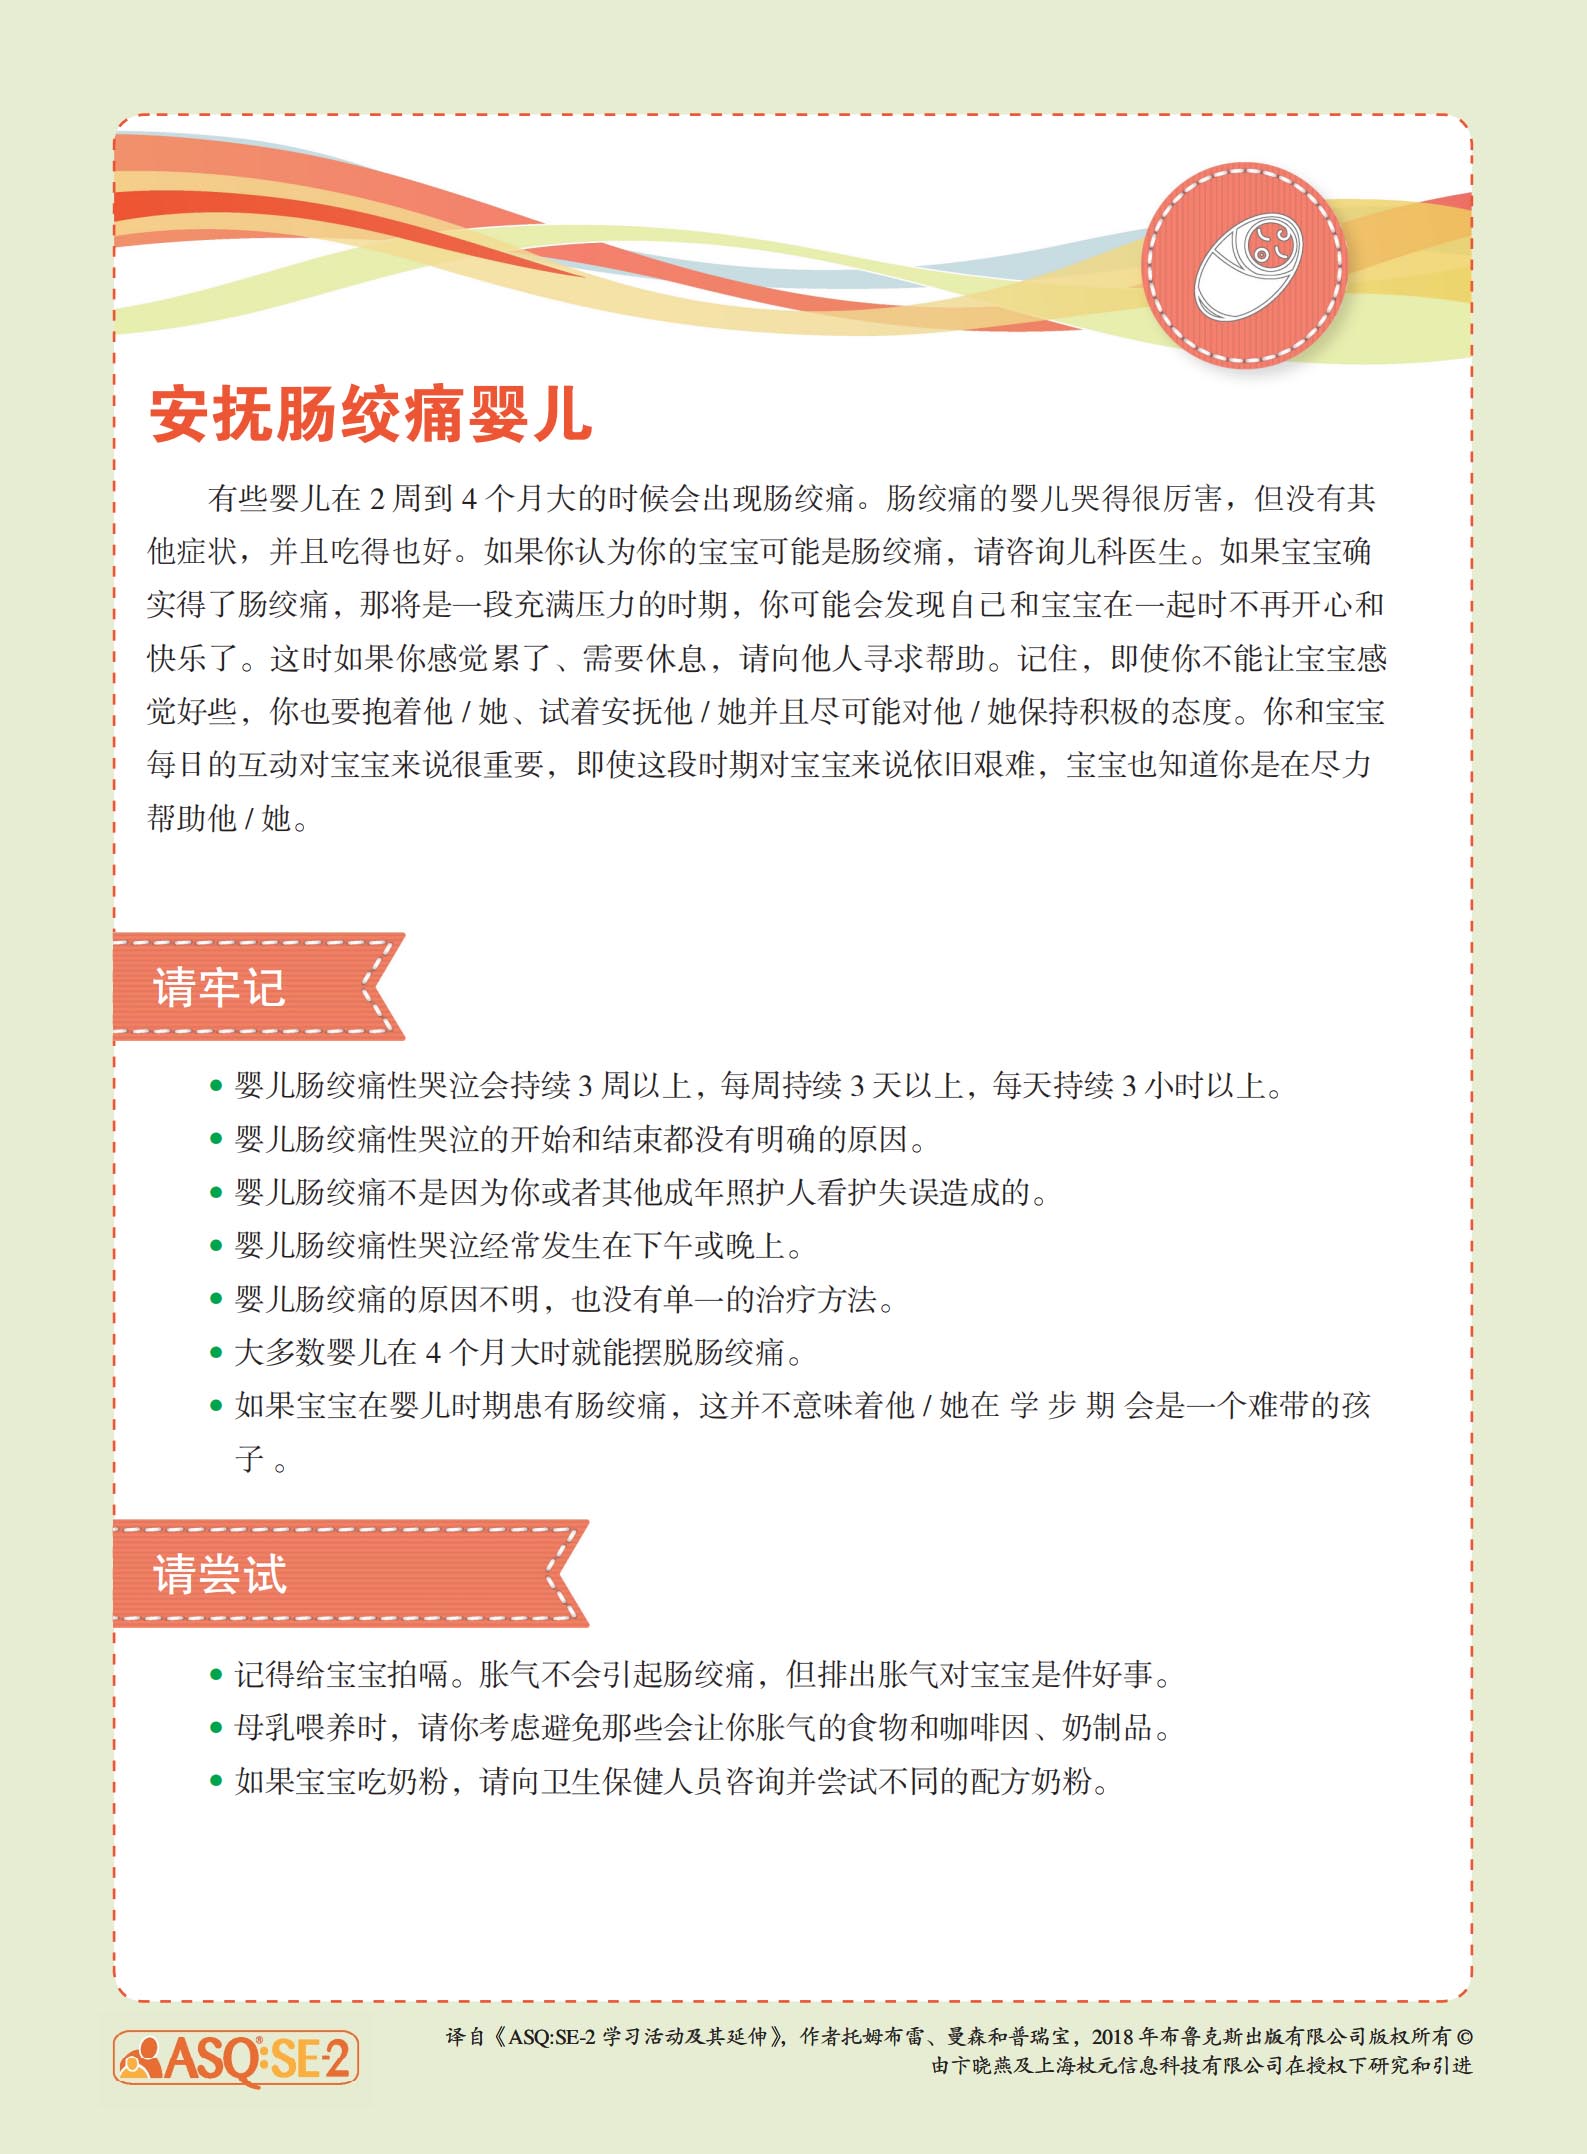 安抚肠绞痛婴儿
有些婴儿在 2 周到 4 个月大的时候会出现肠绞痛。肠绞痛的婴儿哭得很厉害，但没有其
他症状，并且吃得也好。如果你认为你的宝宝可能是肠绞痛，请咨询儿科医生。如果宝宝确
实得了肠绞痛，那将是一段充满压力的时期，你可能会发现自己和宝宝在一起时不再开心和
快乐了。这时如果你感觉累了、需要休息，请向他人寻求帮助。记住，即使你不能让宝宝感
觉好些，你也要抱着他 / 她、试着安抚他 / 她并且尽可能对他 / 她保持积极的态度。你和宝宝
每日的互动对宝宝来说很重要，即使这段时期对宝宝来说依旧艰难，宝宝也知道你是在尽力
帮助他 / 她。
请牢记
• 婴儿肠绞痛性哭泣会持续 3 周以上，每周持续 3 天以上，每天持续 3 小时以上。
• 婴儿肠绞痛性哭泣的开始和结束都没有明确的原因。
• 婴儿肠绞痛不是因为你或者其他成年照护人看护失误造成的。
• 婴儿肠绞痛性哭泣经常发生在下午或晚上。
• 婴儿肠绞痛的原因不明，也没有单一的治疗方法。
• 大多数婴儿在 4 个月大时就能摆脱肠绞痛。
• 如果宝宝在婴儿时期患有肠绞痛，这并不意味着他 / 她在 学 步 期 会是一个难带的孩
子 。
请尝试
• 记得给宝宝拍嗝。胀气不会引起肠绞痛，但排出胀气对宝宝是件好事。
• 母乳喂养时，请你考虑避免那些会让你胀气的食物和咖啡因、奶制品。
• 如果宝宝吃奶粉，请向卫生保健人员咨询并尝试不同的配方奶粉。
ASQ:SE-2®
译自《ASQ:SE-2 学习活动及其延伸》，作者托姆布雷、曼森和普瑞宝，2018 年布鲁克斯出版有限公司版权所有 ©
由卞晓燕及上海杖元信息科技有限公司在授权下研究和引进